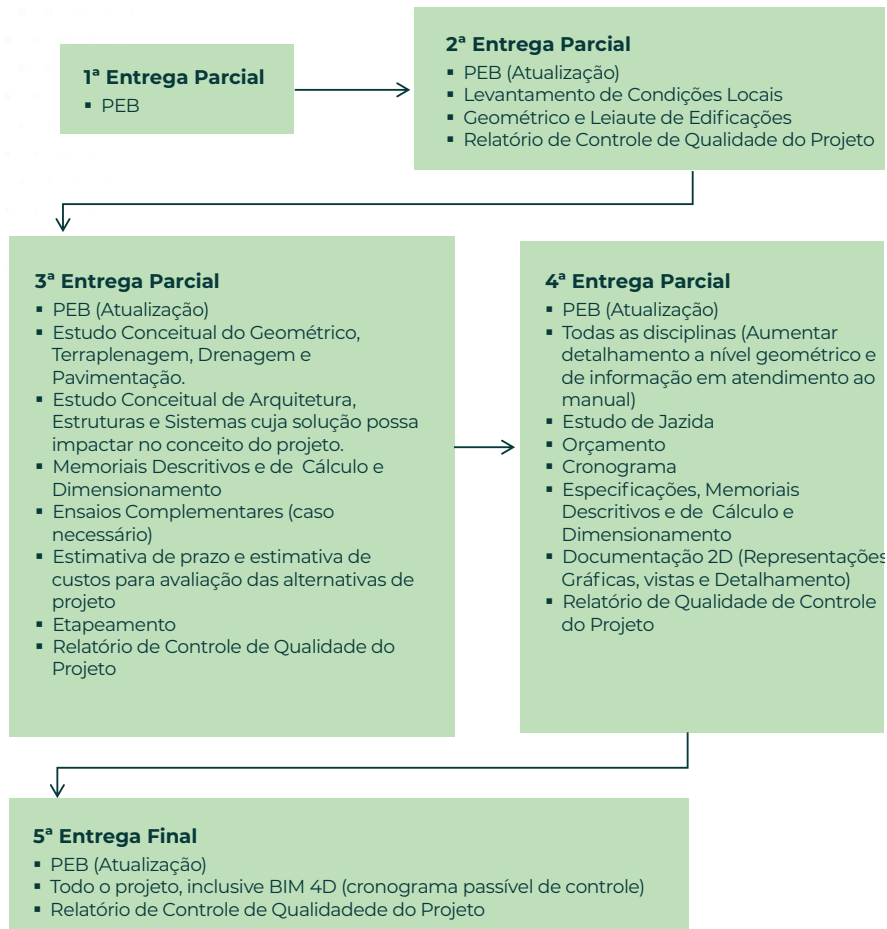 1ª Entrega Parcial
▪ PEB
2ª Entrega Parcial
▪ PEB (Atualização)
▪ Levantamento de Condições Locais
▪ Geométrico e Leiaute de Edificações
▪ Relatório de Controle de Qualidade do Projeto
3ª Entrega Parcial
▪ PEB (Atualização)
▪ Estudo Conceitual do Geométrico,
Terraplenagem, Drenagem e
Pavimentação.
▪ Estudo Conceitual de Arquitetura,
Estruturas e Sistemas cuja solução possa
impactar no conceito do projeto.
▪ Memoriais Descritivos e de Cálculo e
Dimensionamento
▪ Ensaios Complementares (caso
necessário)
▪ Estimativa de prazo e estimativa de
custos para avaliação das alternativas de
projeto
▪ Etapeamento
▪ Relatório de Controle de Qualidade do
Projeto
4ª Entrega Parcial
▪ PEB (Atualização)
▪ Todas as disciplinas (Aumentar
detalhamento a nível geométrico e
de informação em atendimento ao
manual)
▪ Estudo de Jazida
▪ Orçamento
▪ Cronograma
▪ Especificações, Memoriais
Descritivos e de Cálculo e
Dimensionamento
▪ Documentação 2D (Representações
Gráficas, vistas e Detalhamento)
▪ Relatório de Qualidade de Controle
do Projeto
5ª Entrega Final
▪ PEB (Atualização)
▪ Todo o projeto, inclusive BIM 4D (cronograma passível de controle)
▪ Relatório de Controle de Qualidadede do Projeto